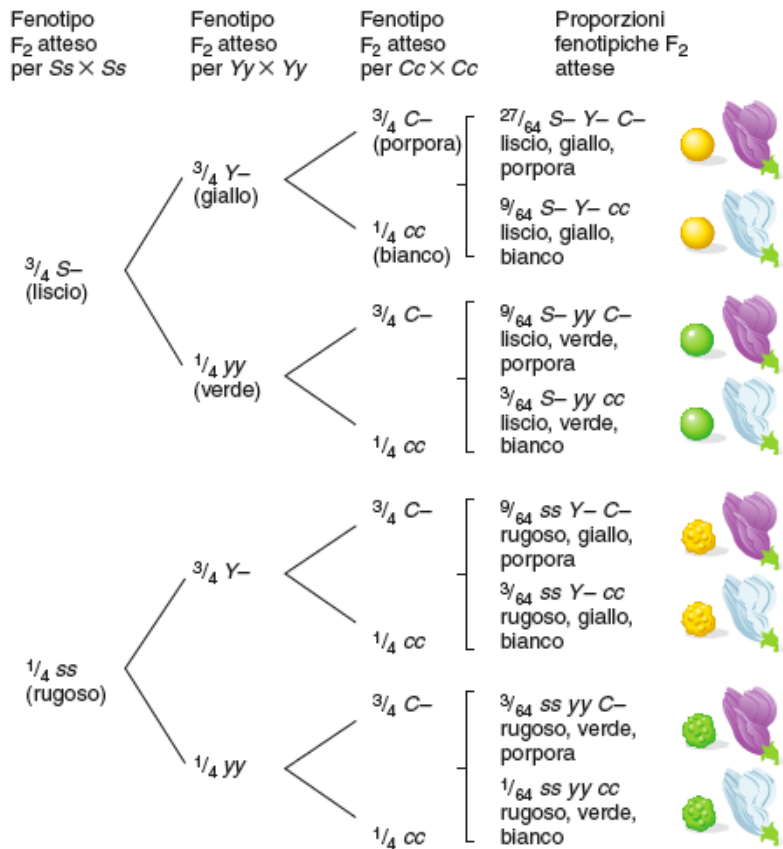 Fenotipo
F2 atteso
per Ss × Ss
Fenotipo
F2 atteso
per Yy × Yy
Fenotipo
F2 atteso
per Cc × Cc
Proporzioni
fenotipiche F2
attese
3/4 S–
(liscio)
3/4 Y–
(giallo)
3/4 C–
(porpora)
27/64 S– Y– C–
liscio, giallo,
porpora
1/4 cc
(bianco)
9/64 S– Y– cc
liscio, giallo,
bianco
1/4 yy
(verde)
3/4 C–
9/64 S– yy C–
liscio, verde,
porpora
1/4 cc
3/64 S– yy cc
liscio, verde,
bianco
1/4 ss
(rugoso)
3/4 Y–
3/4 C–
9/64 ss Y– C–
rugoso, giallo,
porpora
1/4 cc
3/64 ss Y– cc
rugoso, giallo,
bianco
1/4 yy
3/4 C–
3/64 ss yy C–
rugoso, verde,
porpora
1/4 cc
1/64 ss yy cc
rugoso, verde,
bianco